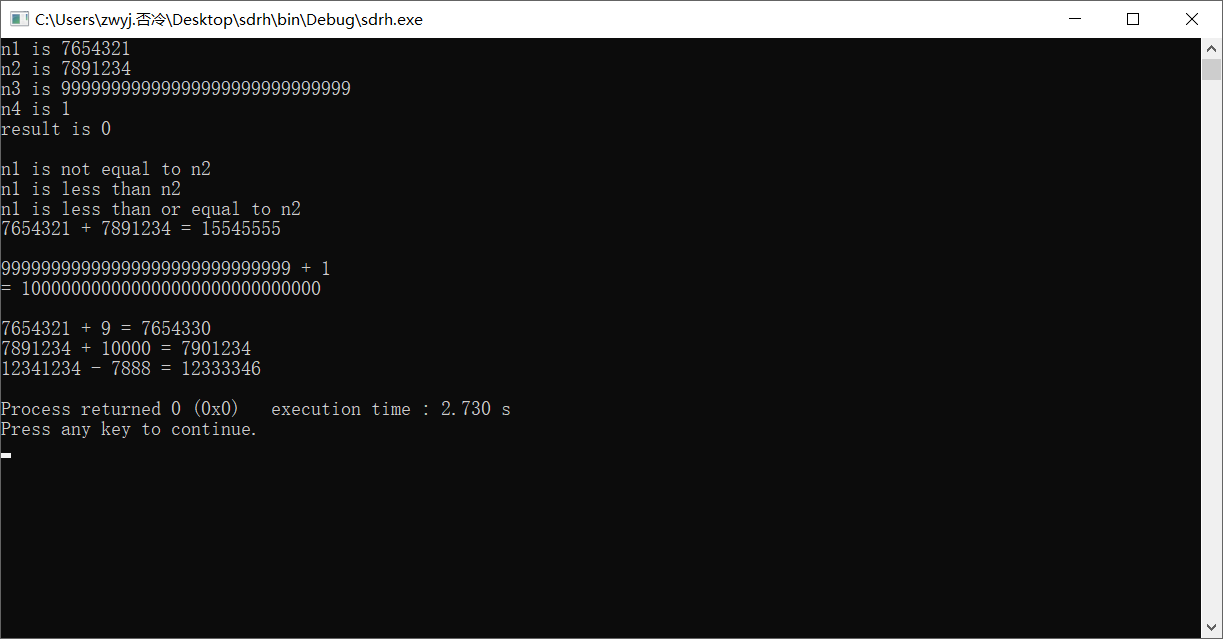 C:\Users\zwyj.否冷\Desktop\sdrh\bin\Debug\sdrh.exe
n1 is 7654321
n2 is 7891234
n3 is 99999999999999999999999999999
n4 is 1
result is 0
n1 is not equal to n2
n1 is less than n2
n1 is less than or equal to n2
7654321 + 7891234 = 15545555
99999999999999999999999999999 + 1
= 100000000000000000000000000000
7654321 + 9 = 7654330
7891234 + 10000 = 7901234
12341234 - 7888 = 12333346
Process returned 0 (0x0)   execution time : 2.730 s
Press any key to continue.